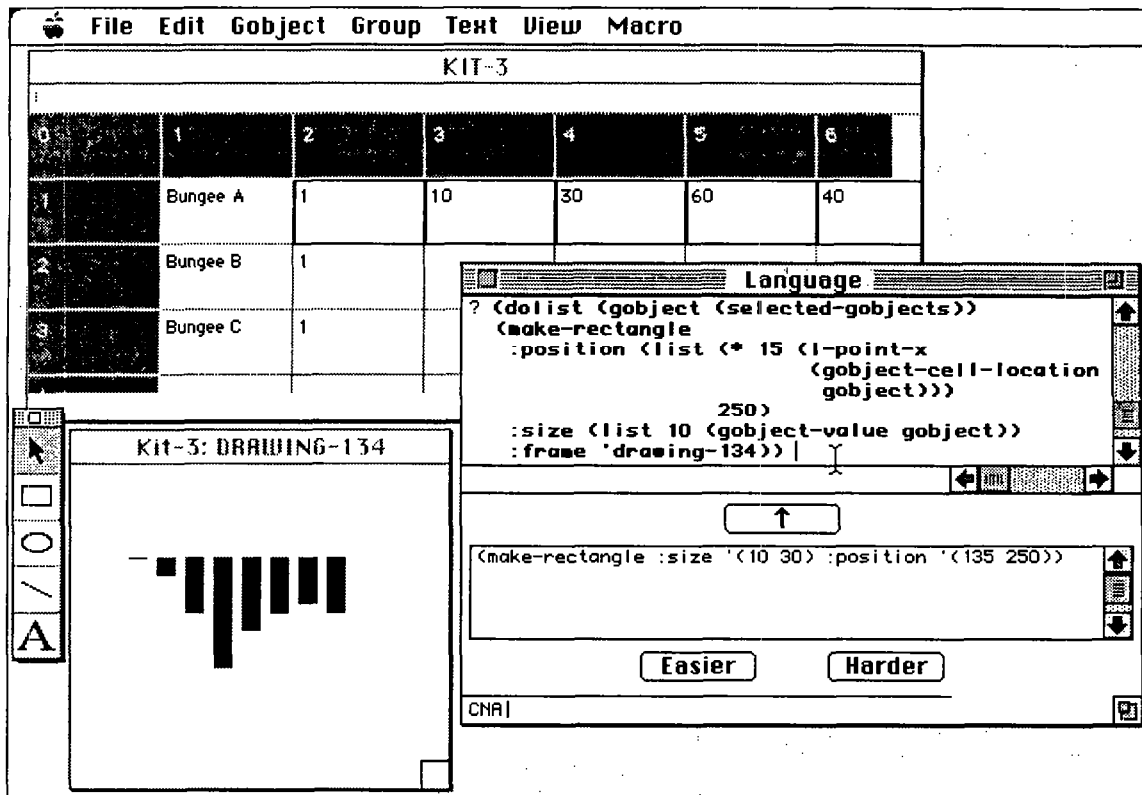 File Edit Gobject Group Text View Macro
KIT-3
0 1 2 3 4 5 6
1 Bungee A 1 10 30 60 40
2 Bungee B 1
3 Bungee C 1
Language
? (dolist (gobject (selected-gobjects))
(make-rectangle
:position (list (* 15 (l-point-x
(gobject-cell-location
gobject)))
250)
:size (list 10 (gobject-value gobject))
:frame 'drawing-134))
Kit-3: DRAWING-134
A
↑
(make-rectangle :size '(10 30) :position '(135 250))
Easier Harder
CNA